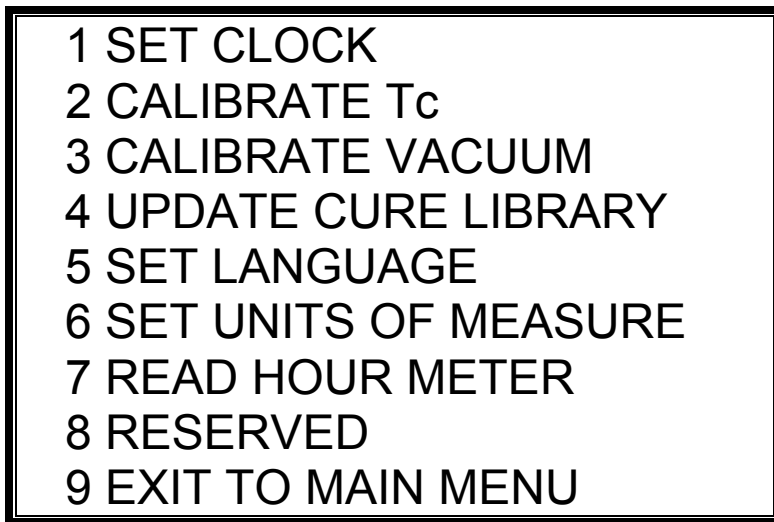 1 SET CLOCK
2 CALIBRATE Tc
3 CALIBRATE VACUUM
4 UPDATE CURE LIBRARY
5 SET LANGUAGE
6 SET UNITS OF MEASURE
7 READ HOUR METER
8 RESERVED
9 EXIT TO MAIN MENU